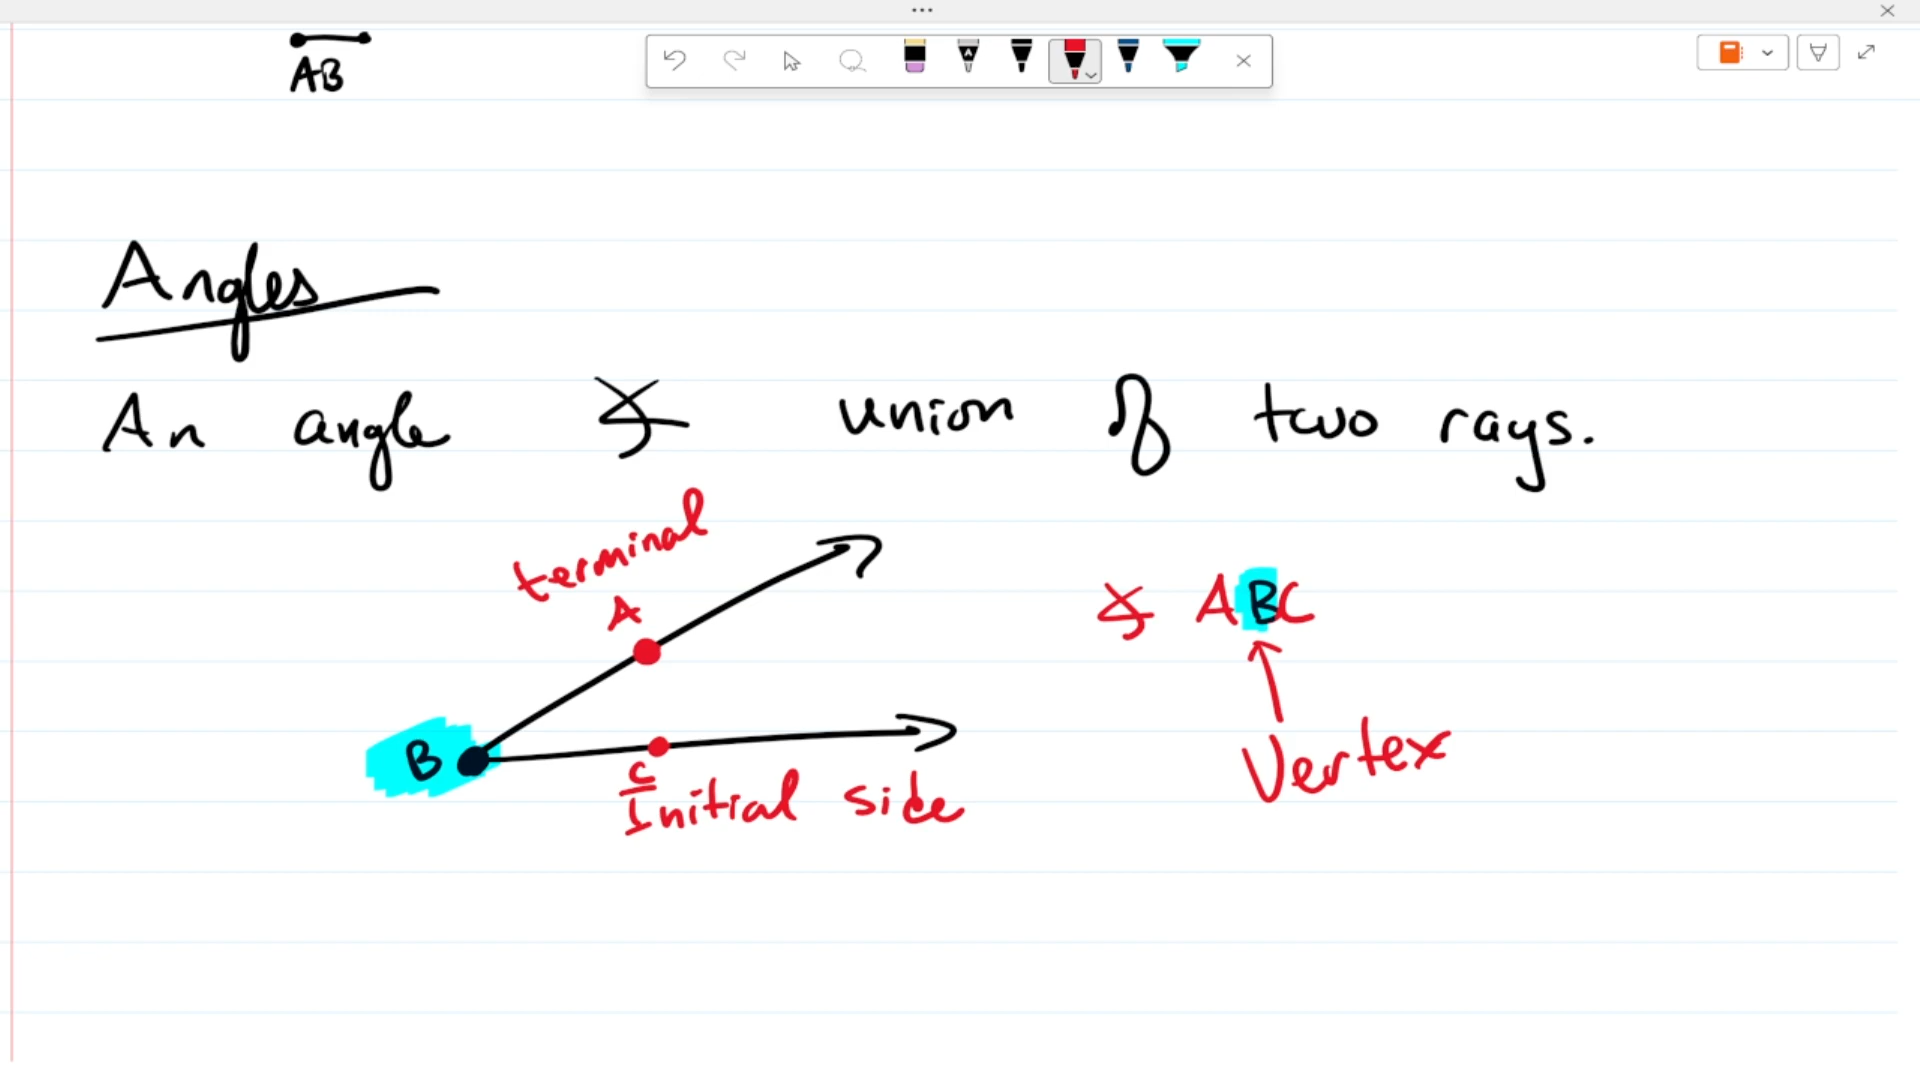 AB
Angles
An angle ∡ union of two rays.
terminal
A
∡ ABC
B
C
Initial side
Vertex